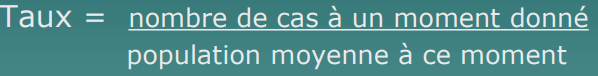 Taux = nombre de cas à un moment donné
population moyenne à ce moment